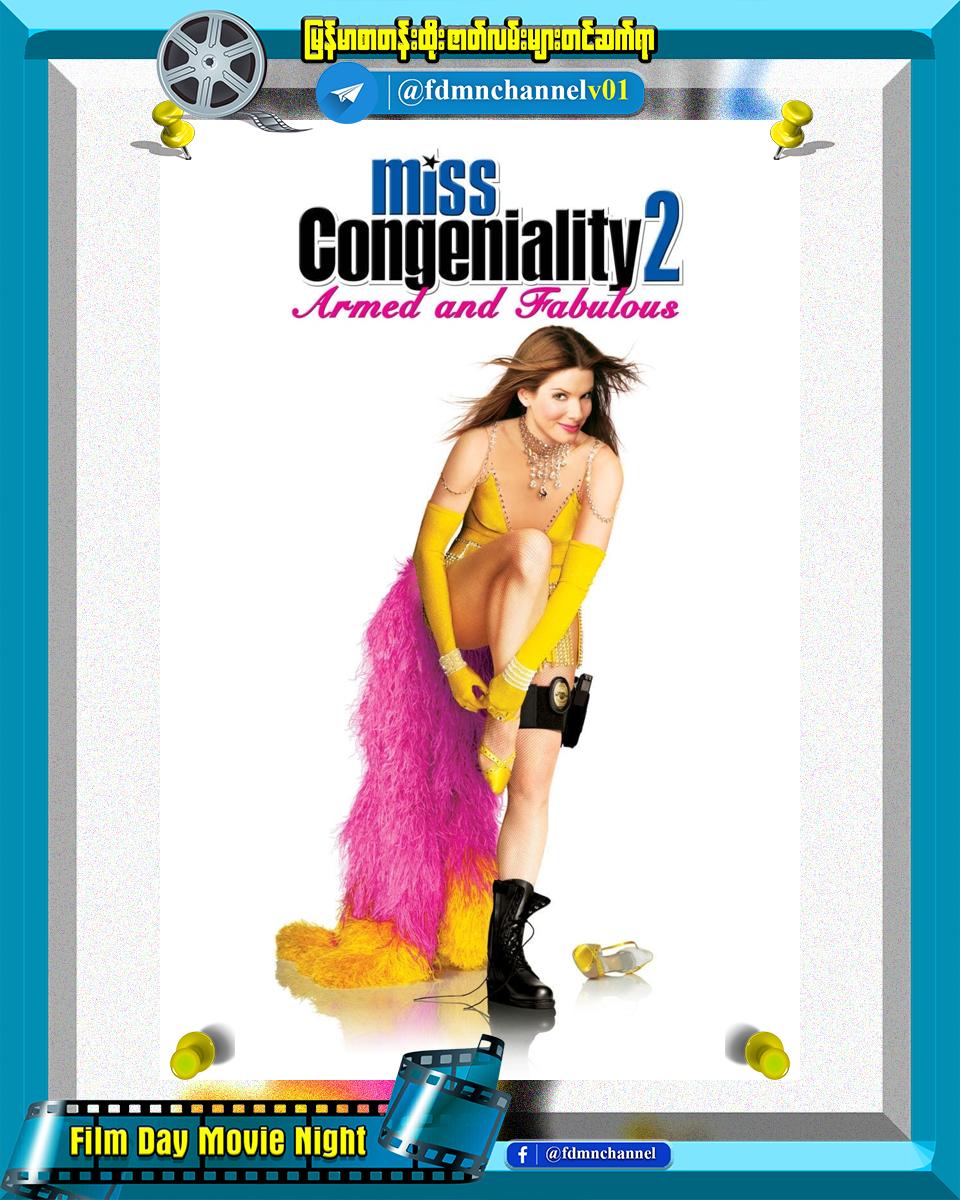 မြန်မာစာတန်းထိုးဇာတ်လမ်းများတင်ဆက်ရာ
@fdmnchannelv01
miss
Congeniality 2
Armed and Fabulous
Film Day Movie Night
@fdmnchannel